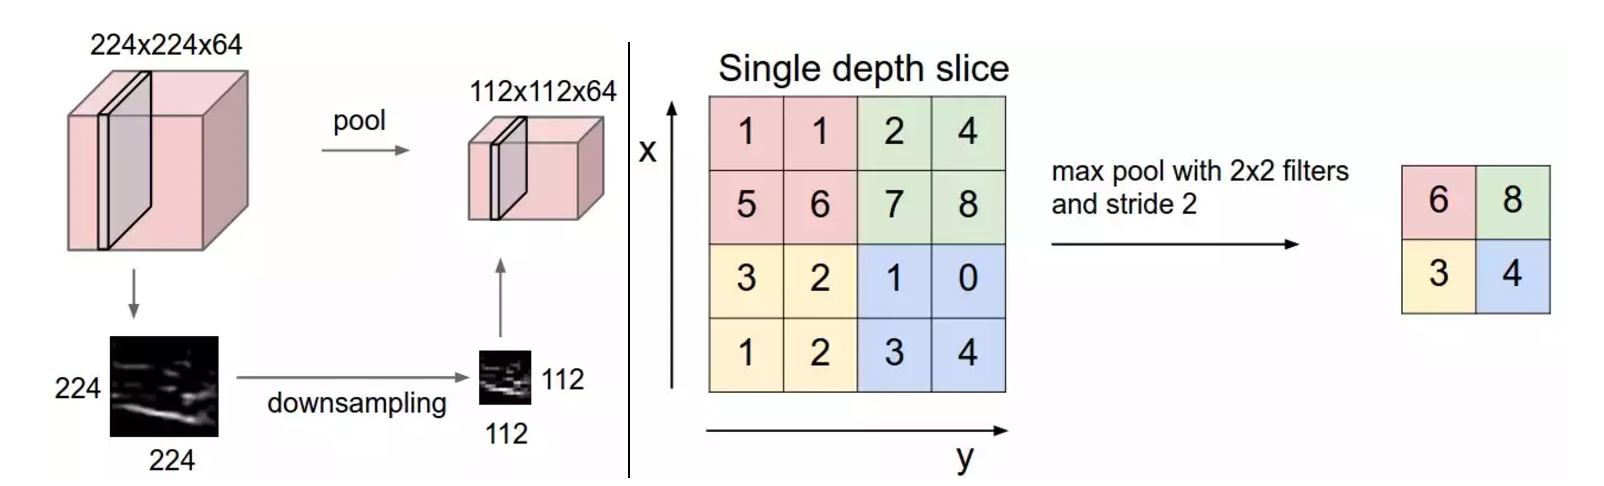 224x224x64
pool
112x112x64
224
224
downsampling
112
112
Single depth slice
x
1 1 2 4
5 6 7 8
3 2 1 0
1 2 3 4
y
max pool with 2x2 filters
and stride 2
6 8
3 4